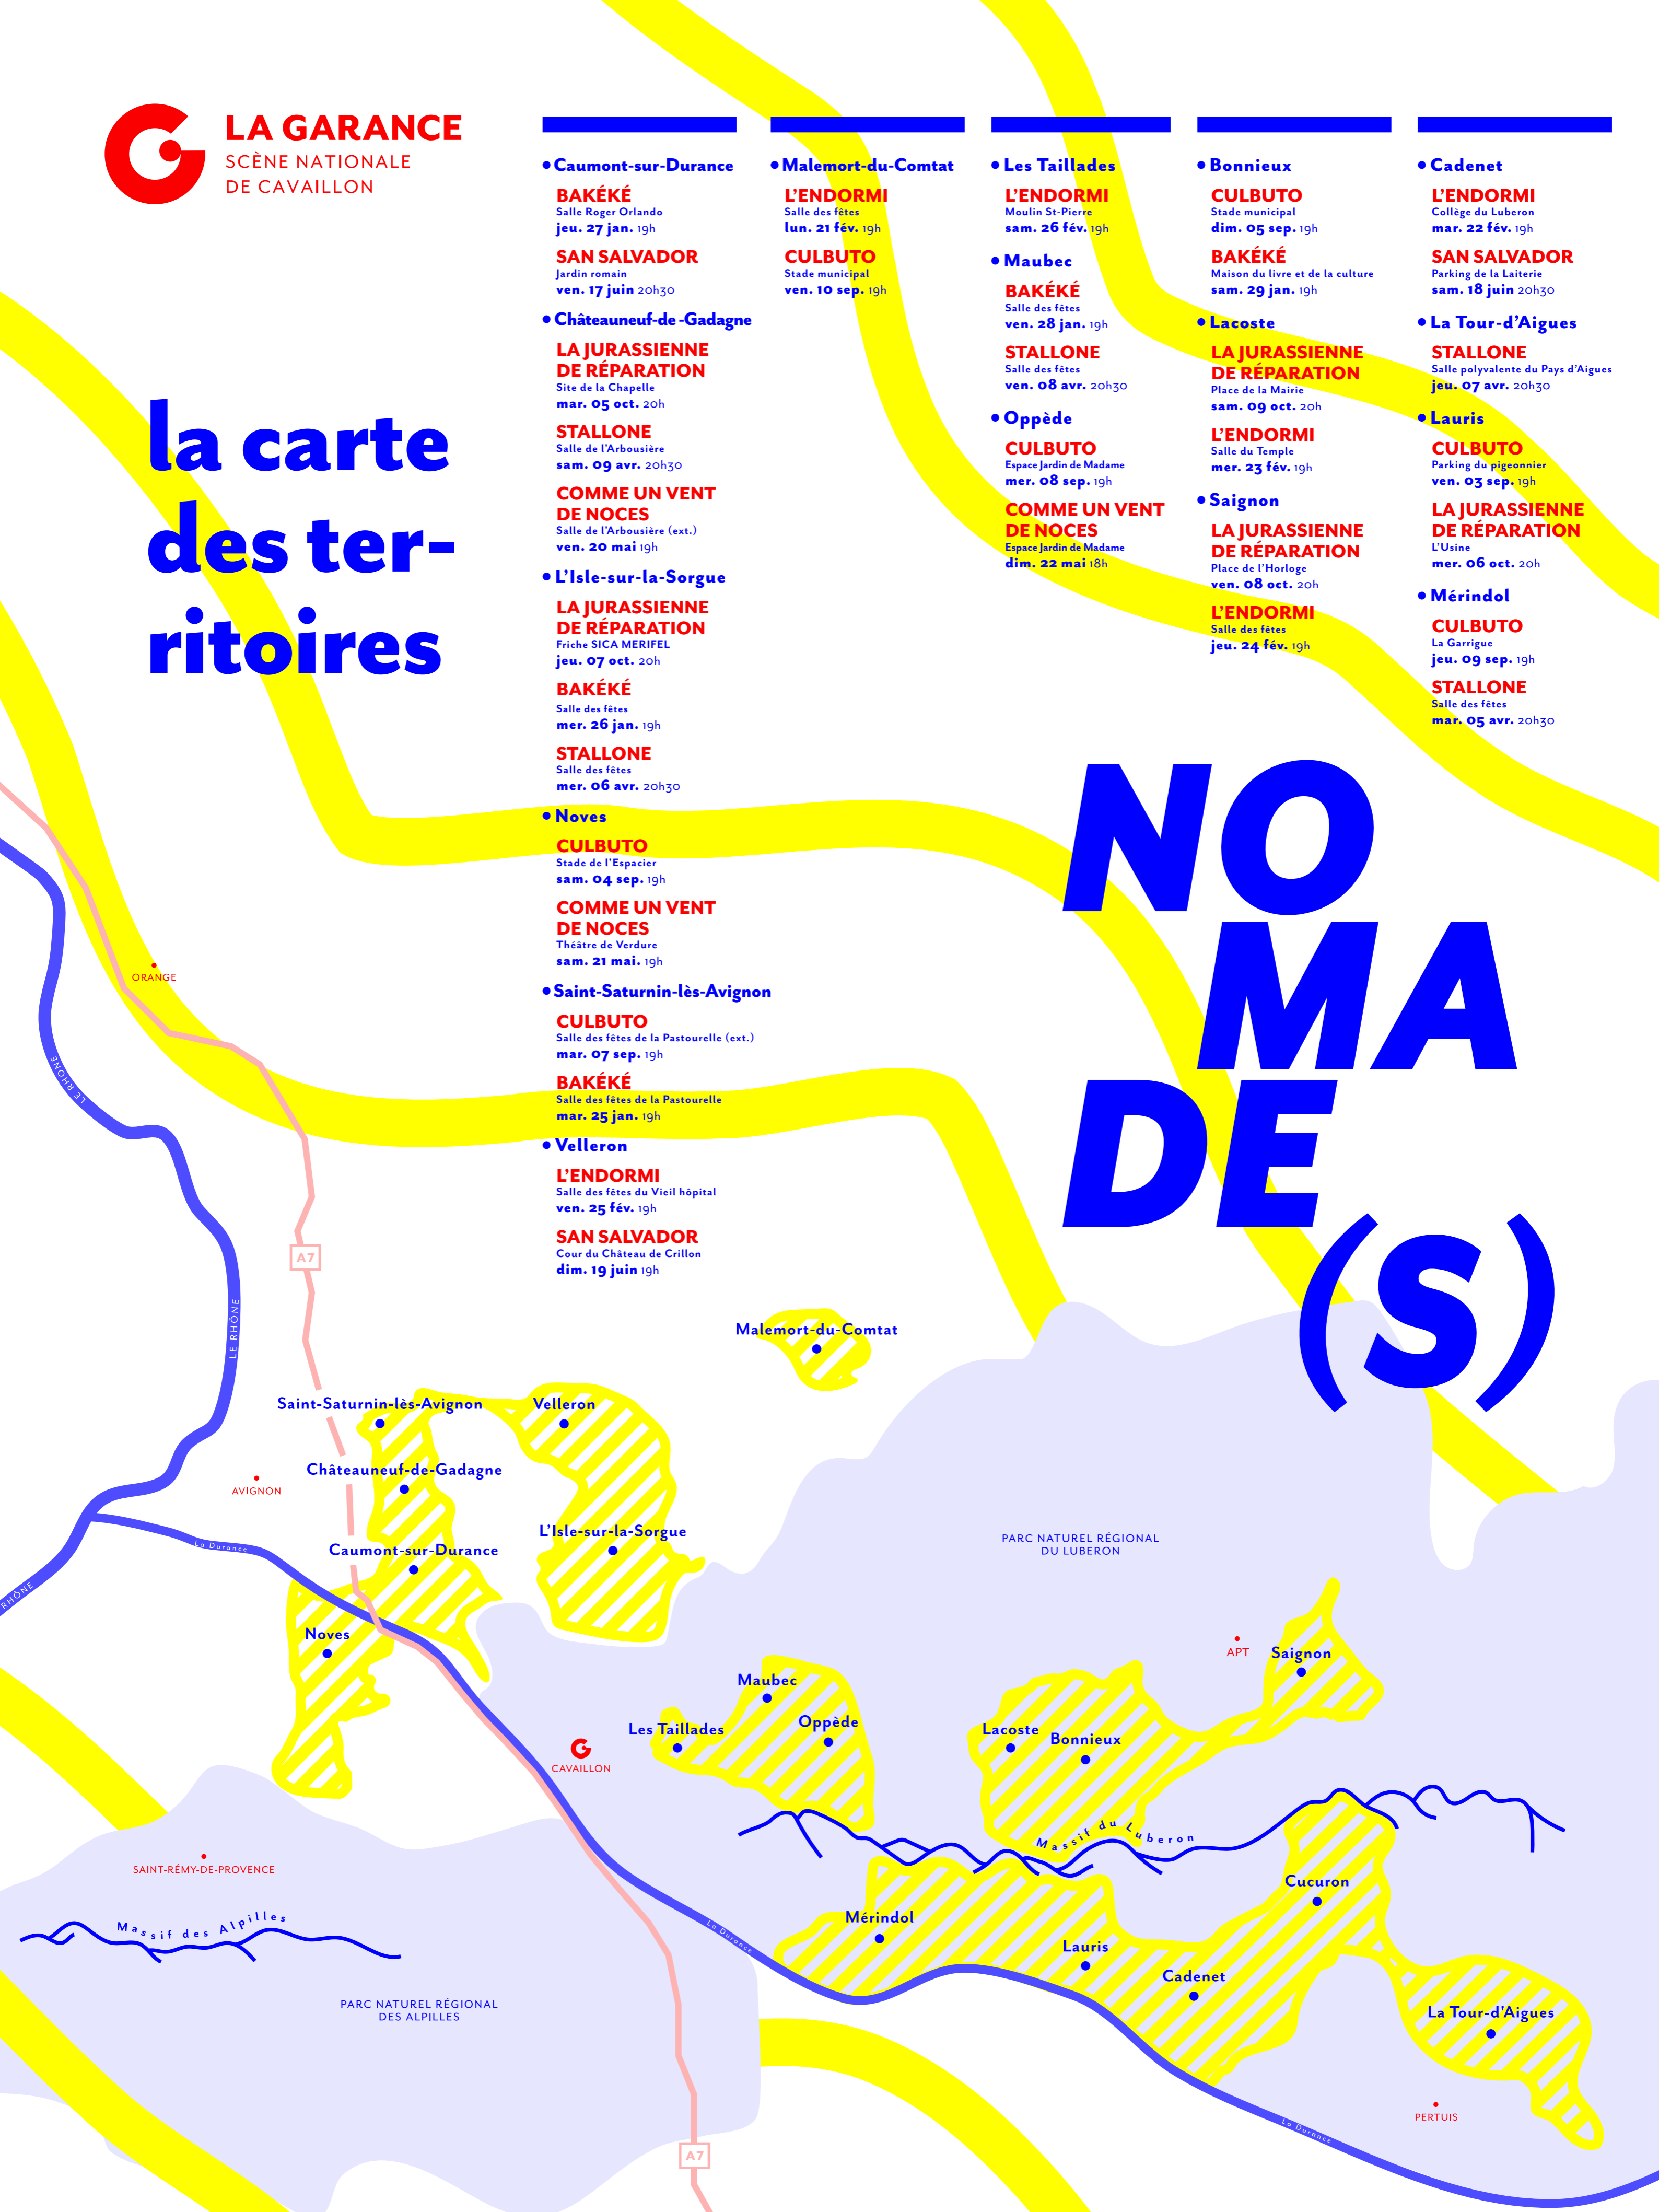 LA GARANCE
SCÈNE NATIONALE
DE CAVAILLON
la carte
des ter-
ritoires
• Caumont-sur-Durance
BAKÉKÉ
Salle Roger Orlando
jeu. 27 jan. 19h
SAN SALVADOR
Jardin romain
ven. 17 juin 20h30
• Châteauneuf-de -Gadagne
LA JURASSIENNE
DE RÉPARATION
Site de la Chapelle
mar. 05 oct. 20h
STALLONE
Salle de l'Arbousière
sam. 09 avr. 20h30
COMME UN VENT
DE NOCES
Salle de l'Arbousière (ext.)
ven. 20 mai 19h
• L'Isle-sur-la-Sorgue
LA JURASSIENNE
DE RÉPARATION
Friche SICA MERIFEL
jeu. 07 oct. 20h
BAKÉKÉ
Salle des fêtes
mer. 26 jan. 19h
STALLONE
Salle des fêtes
mer. 06 avr. 20h30
• Noves
CULBUTO
Stade de l'Espacier
sam. 04 sep. 19h
COMME UN VENT
DE NOCES
Théâtre de Verdure
sam. 21 mai. 19h
• Saint-Saturnin-lès-Avignon
CULBUTO
Salle des fêtes de la Pastourelle (ext.)
mar. 07 sep. 19h
BAKÉKÉ
Salle des fêtes de la Pastourelle
mar. 25 jan. 19h
• Velleron
L'ENDORMI
Salle des fêtes du Vieil hôpital
ven. 25 fév. 19h
SAN SALVADOR
Cour du Château de Crillon
dim. 19 juin 19h
• Malemort-du-Comtat
L'ENDORMI
Salle des fêtes
lun. 21 fév. 19h
CULBUTO
Stade municipal
ven. 10 sep. 19h
• Les Taillades
L'ENDORMI
Moulin St-Pierre
sam. 26 fév. 19h
• Maubec
BAKÉKÉ
Salle des fêtes
ven. 28 jan. 19h
STALLONE
Salle des fêtes
ven. 08 avr. 20h30
• Oppède
CULBUTO
Espace Jardin de Madame
mer. 08 sep. 19h
COMME UN VENT
DE NOCES
Espace Jardin de Madame
dim. 22 mai 18h
• Bonnieux
CULBUTO
Stade municipal
dim. 05 sep. 19h
BAKÉKÉ
Maison du livre et de la culture
sam. 29 jan. 19h
• Lacoste
LA JURASSIENNE
DE RÉPARATION
Place de la Mairie
sam. 09 oct. 20h
L'ENDORMI
Salle du Temple
mer. 23 fév. 19h
• Saignon
LA JURASSIENNE
DE RÉPARATION
Place de l'Horloge
ven. 08 oct. 20h
L'ENDORMI
Salle des fêtes
jeu. 24 fév. 19h
• Cadenet
L'ENDORMI
Collège du Luberon
mar. 22 fév. 19h
SAN SALVADOR
Parking de la Laiterie
sam. 18 juin 20h30
• La Tour-d'Aigues
STALLONE
Salle polyvalente du Pays d'Aigues
jeu. 07 avr. 20h30
• Lauris
CULBUTO
Parking du pigeonnier
ven. 03 sep. 19h
LA JURASSIENNE
DE RÉPARATION
L'Usine
mer. 06 oct. 20h
• Mérindol
CULBUTO
La Garrigue
jeu. 09 sep. 19h
STALLONE
Salle des fêtes
mar. 05 avr. 20h30
NO
MA
DE
(S)
ORANGE
LE RHÔNE
A7
LE RHÔNE
Malemort-du-Comtat
Saint-Saturnin-lès-Avignon
Velleron
Châteauneuf-de-Gadagne
AVIGNON
L'Isle-sur-la-Sorgue
La Durance
Caumont-sur-Durance
PARC NATUREL RÉGIONAL
DU LUBERON
RHÔNE
Noves
APT
Saignon
Maubec
Les Taillades
Oppède
Lacoste
Bonnieux
CAVAILLON
Massif du Luberon
SAINT-RÉMY-DE-PROVENCE
Cucuron
Massif des Alpilles
Mérindol
La Durance
Lauris
Cadenet
PARC NATUREL RÉGIONAL
DES ALPILLES
La Tour-d'Aigues
PERTUIS
La Durance
A7